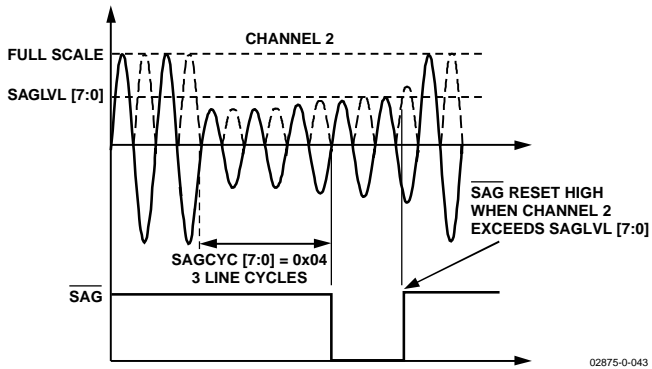 CHANNEL 2
FULL SCALE
SAGLVL [7:0]
SAG RESET HIGH
WHEN CHANNEL 2
EXCEEDS SAGLVL [7:0]
SAGCYC [7:0] = 0x04
3 LINE CYCLES
SAG
02875-0-043